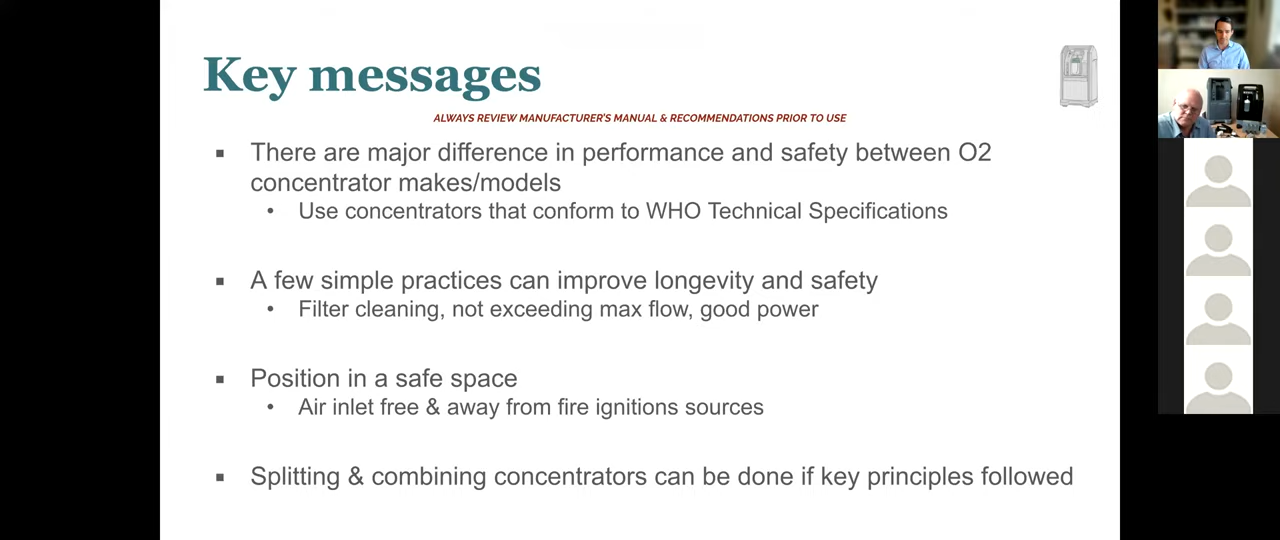 Key messages
ALWAYS REVIEW MANUFACTURER'S MANUAL & RECOMMENDATIONS PRIOR TO USE
▪ There are major difference in performance and safety between O2
concentrator makes/models
• Use concentrators that conform to WHO Technical Specifications
▪ A few simple practices can improve longevity and safety
• Filter cleaning, not exceeding max flow, good power
▪ Position in a safe space
• Air inlet free & away from fire ignitions sources
▪ Splitting & combining concentrators can be done if key principles followed